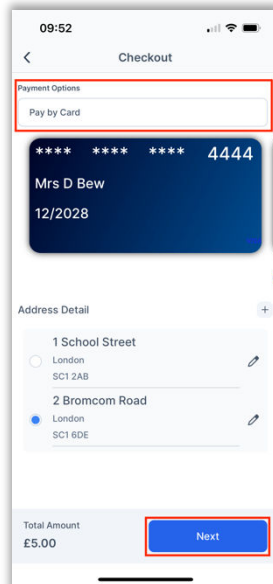 09:52
Checkout
Payment Options
Pay by Card
**** **** **** 4444
Mrs D Bew
12/2028
Address Detail
+
1 School Street
London
SC1 2AB
2 Bromcom Road
London
SC1 6DE
Total Amount
£5.00
Next